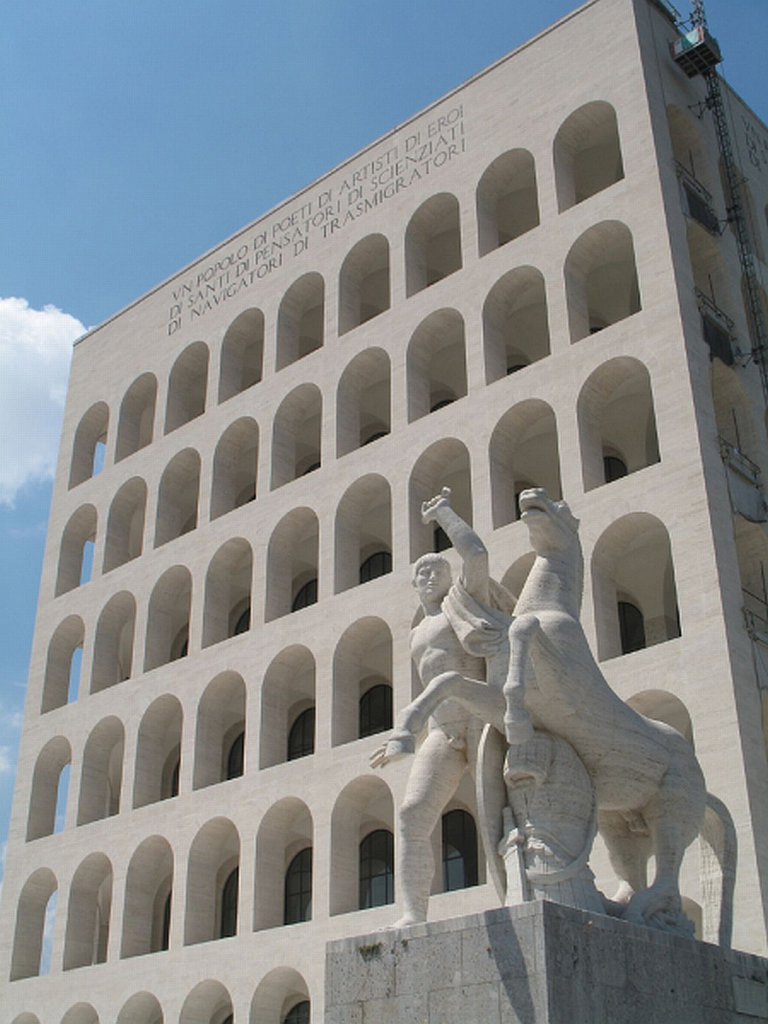 VN POPOLO DI POETI DI ARTISTI DI EROI
DI SANTI DI PENSATORI DI SCIENZIATI
DI NAVIGATORI DI TRASMIGRATORI